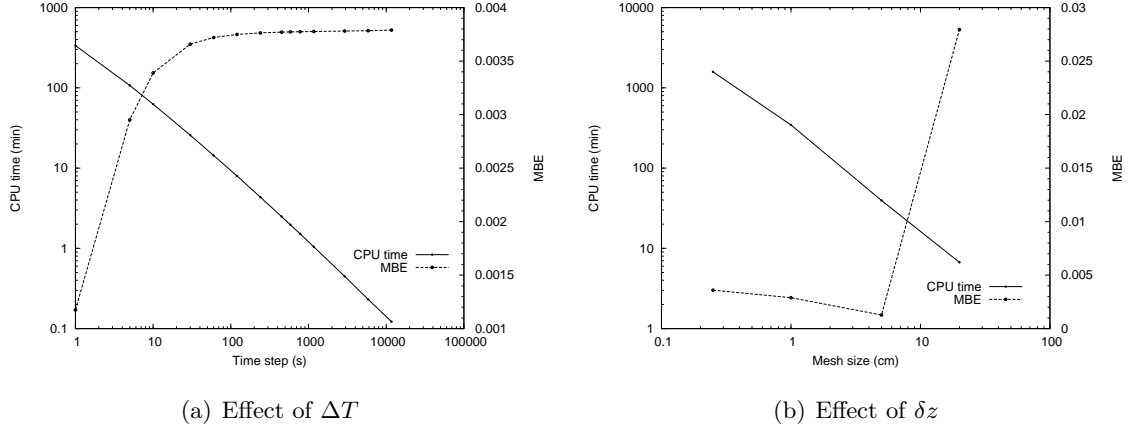 1000
100
10
1
0.1
CPU time (min)
1 10 100 1000 10000 100000
Time step (s)
0.004
0.0035
0.003
0.0025
0.002
0.0015
0.001
MBE
CPU time
MBE
(a) Effect of ΔT
10000
1000
100
10
1
CPU time (min)
0.1 1 10 100
Mesh size (cm)
0.03
0.025
0.02
0.015
0.01
0.005
0
MBE
CPU time
MBE
(b) Effect of δz